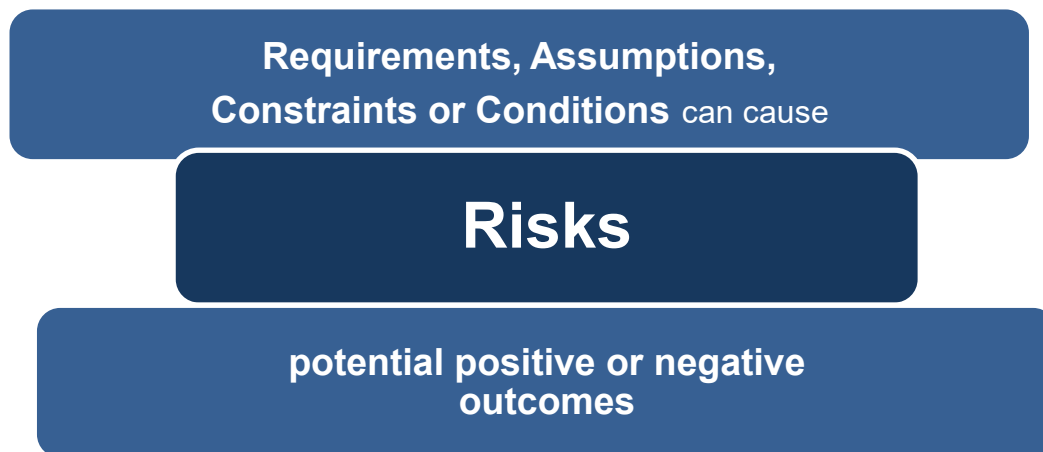 Requirements, Assumptions,
Constraints or Conditions can cause
Risks
potential positive or negative
outcomes